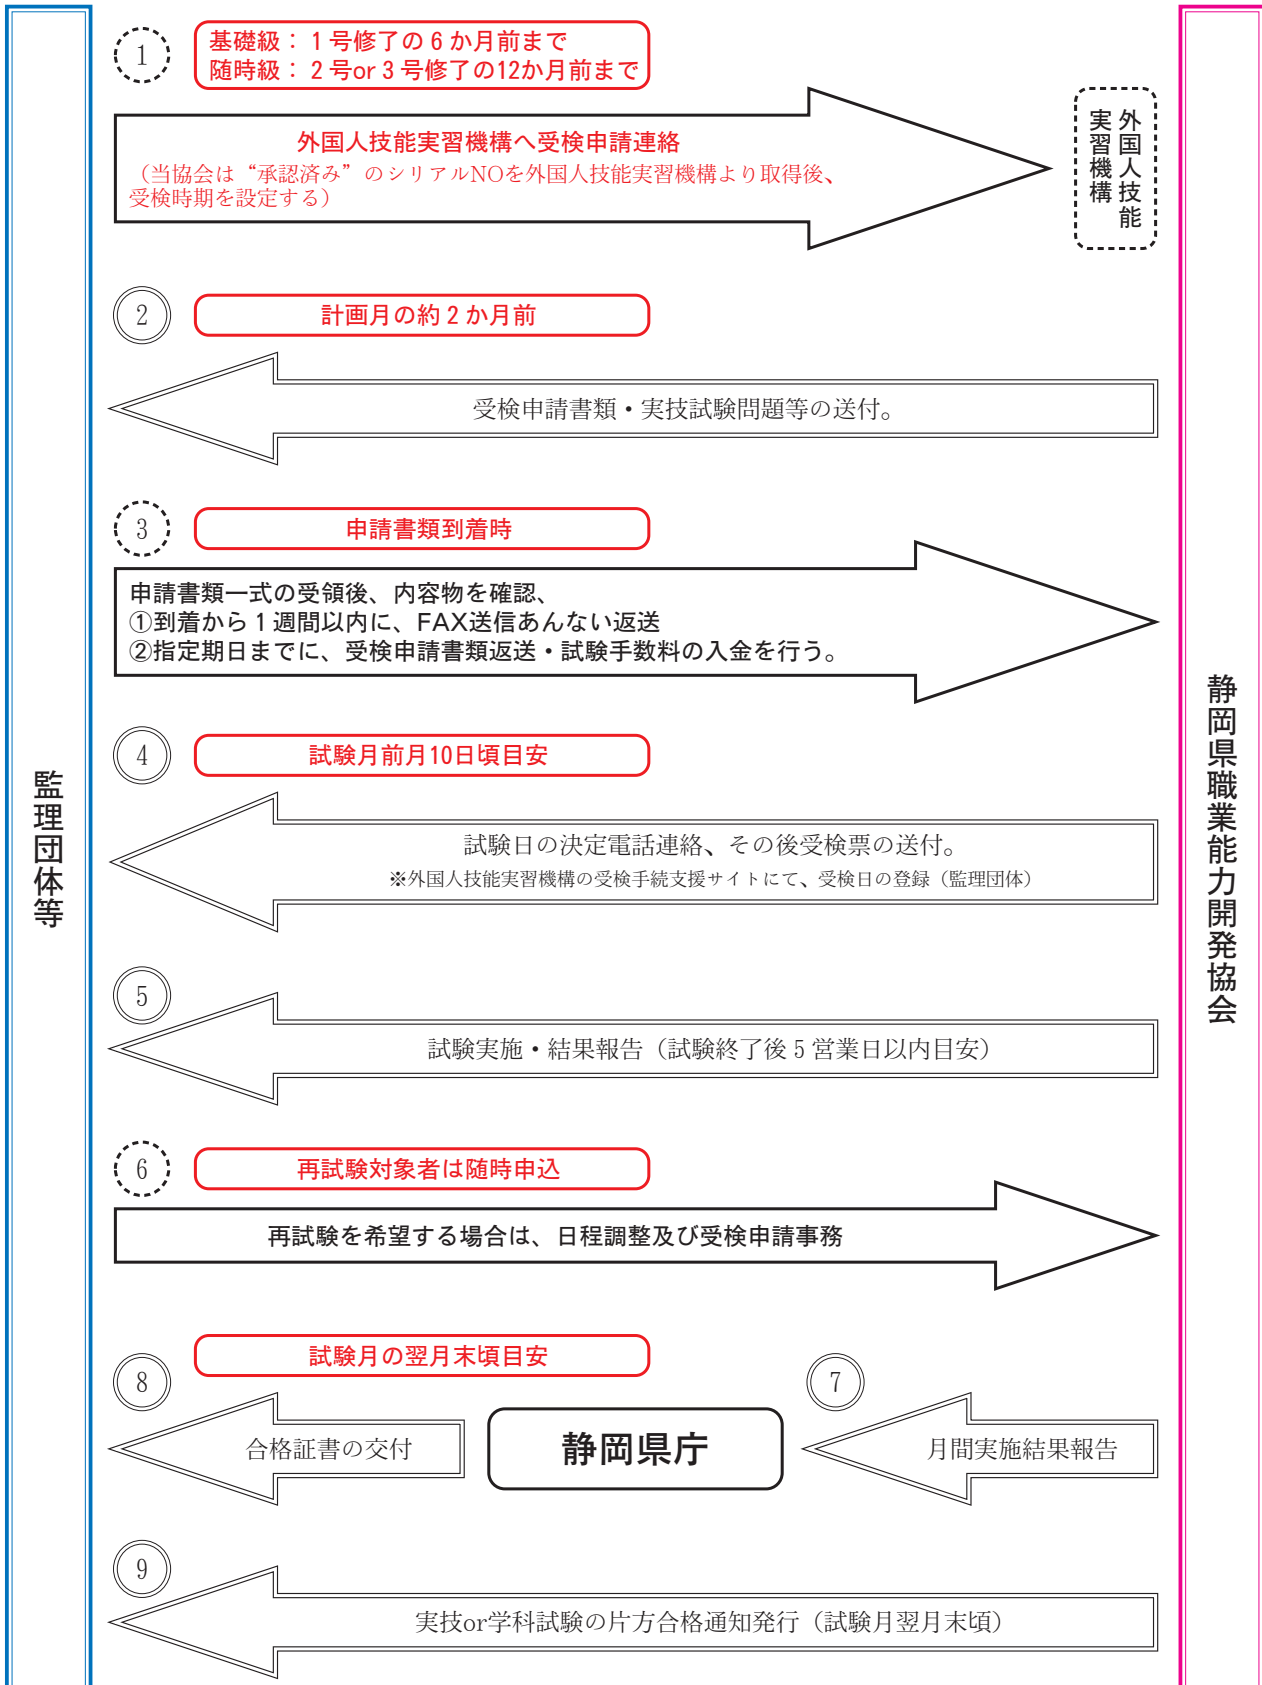 監理団体等
静岡県職業能力開発協会
1
基礎級：１号修了の６か月前まで
随時級：２号or３号修了の12か月前まで
外国人技能実習機構へ受検申請連絡
（当協会は“承認済み”のシリアルNOを外国人技能実習機構より取得後、
受検時期を設定する）
外国人技能
実習機構
2
計画月の約２か月前
受検申請書類・実技試験問題等の送付。
3
申請書類到着時
申請書類一式の受領後、内容物を確認、
①到着から１週間以内に、FAX送信あんない返送
②指定期日までに、受検申請書類返送・試験手数料の入金を行う。
4
試験月前月10日頃目安
試験日の決定電話連絡、その後受検票の送付。
※外国人技能実習機構の受検手続支援サイトにて、受検日の登録（監理団体）
5
試験実施・結果報告（試験終了後５営業日以内目安）
6
再試験対象者は随時申込
再試験を希望する場合は、日程調整及び受検申請事務
8
試験月の翌月末頃目安
7
合格証書の交付
静岡県庁
月間実施結果報告
9
実技or学科試験の片方合格通知発行（試験月翌月末頃）